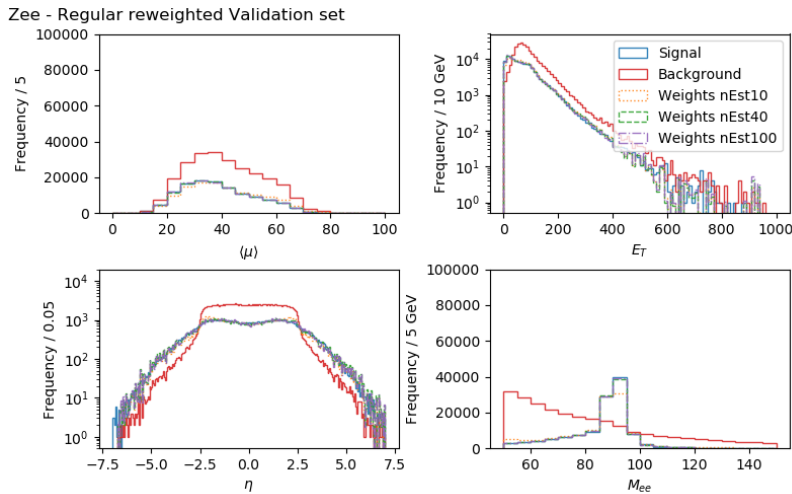 Zee - Regular reweighted Validation set
100000
80000
60000
40000
20000
0
Frequency / 5
0 20 40 60 80 100
⟨μ⟩
10⁴
10³
10²
10¹
10⁰
Frequency / 10 GeV
Signal
Background
Weights nEst10
Weights nEst40
Weights nEst100
0 200 400 600 800 1000
E_T
10³
10²
10¹
10⁰
Frequency / 0.05
−7.5 −5.0 −2.5 0.0 2.5 5.0 7.5
η
100000
80000
60000
40000
20000
0
Frequency / 5 GeV
60 80 100 120 140
M_ee